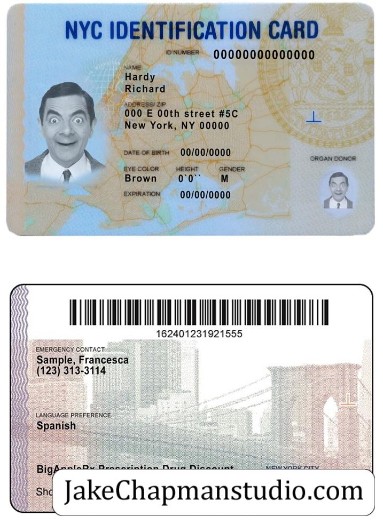 NYC IDENTIFICATION CARD
ID NUMBER 00000000000000
NAME
Hardy
Richard
ADDRESS/ ZIP
000 E 00th street #5C
New York, NY 00000
DATE OF BIRTH 00/00/0000
ORGAN DONOR
EYE COLOR HEIGHT GENDER
Brown 0'0`` M
EXPIRATION 00/00/0000
162401231921555
EMERGENCY CONTACT
Sample, Francesca
(123) 313-3114
LANGUAGE PREFERENCE
Spanish
BigAppleRx Prescription Drug Discount
NEW YORK CITY
Sho
JakeChapmanstudio.com